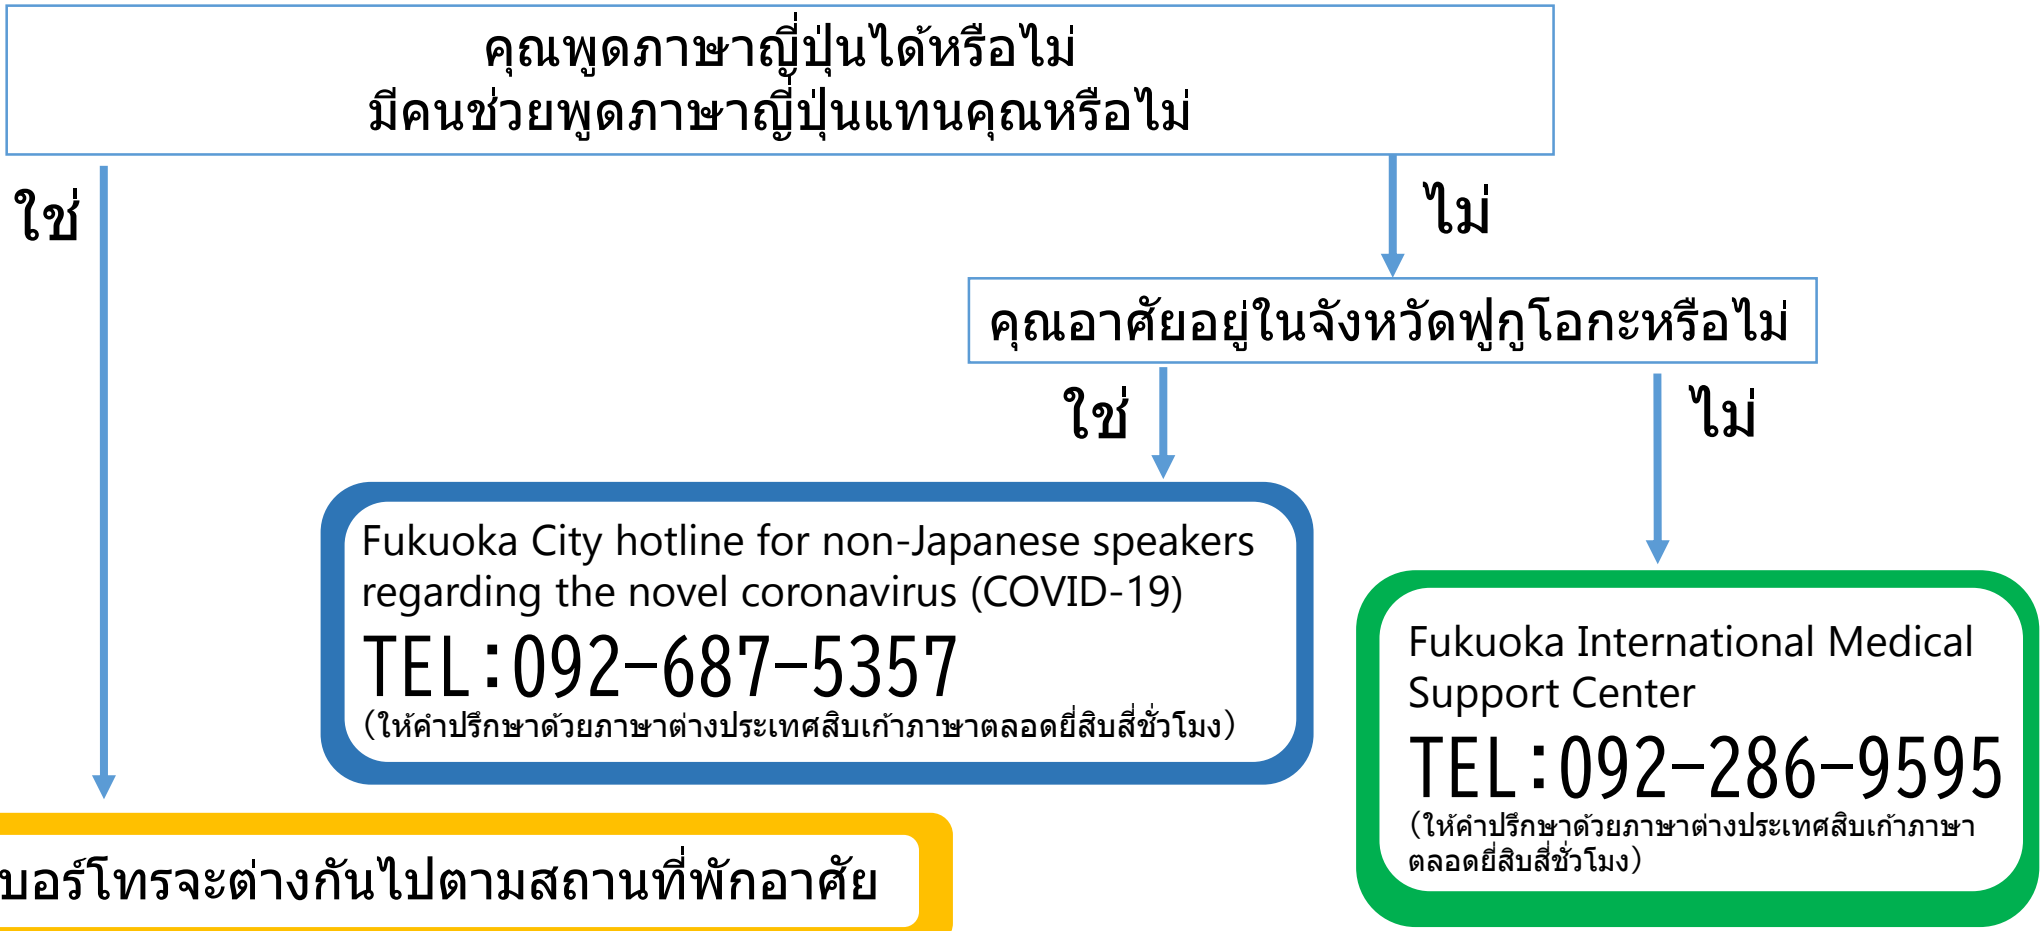 คุณพูดภาษาญี่ปุ่นได้หรือไม่
มีคนช่วยพูดภาษาญี่ปุ่นแทนคุณหรือไม่
ใช่
ไม่
คุณอาศัยอยู่ในจังหวัดฟูกูโอกะหรือไม่
ใช่
ไม่
Fukuoka City hotline for non-Japanese speakers
regarding the novel coronavirus (COVID-19)
TEL:092-687-5357
(ให้คำปรึกษาด้วยภาษาต่างประเทศสิบเก้าภาษาตลอดยี่สิบสี่ชั่วโมง)
Fukuoka International Medical
Support Center
TEL:092-286-9595
(ให้คำปรึกษาด้วยภาษาต่างประเทศสิบเก้าภาษา
ตลอดยี่สิบสี่ชั่วโมง)
บอร์โทรจะต่างกันไปตามสถานที่พักอาศัย